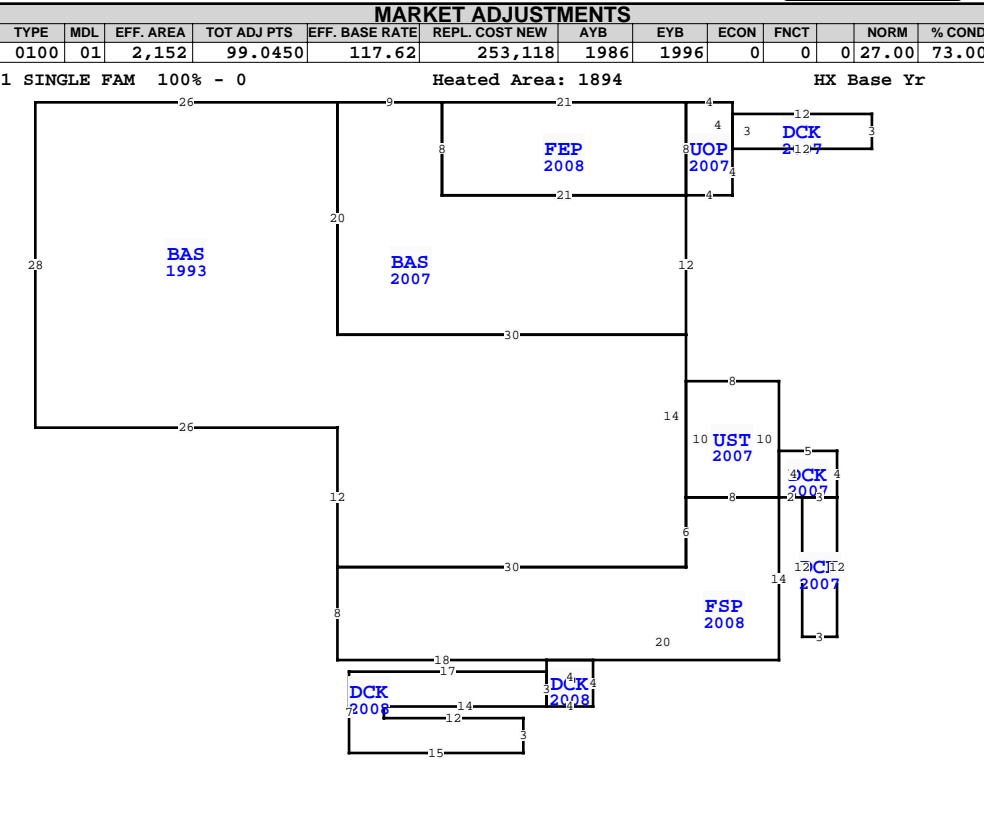 MARKET ADJUSTMENTS
TYPE MDL EFF. AREA TOT ADJ PTS EFF. BASE RATE REPL. COST NEW AYB EYB ECON FNCT NORM % COND
0100 01 2,152 99.0450 117.62 253,118 1986 1996 0 0 0 27.00 73.00
1 SINGLE FAM 100% - 0 Heated Area: 1894 HX Base Yr
26 9 21 4
12
4 3 DCK 3
8 FEP 8 UOP 12
2008 2007 4
21 4
20
BAS BAS 12
28 1993 2007
30
8
14
26 10 UST 10
2007 5
4 DCK 4
2007
12 8 2 3
6
30 12 DCK 12
2007
14
8 FSP
2008
20 3
18
17
DCK 3 DCK 4 4
7 2008 14 2008 4
12
3
15